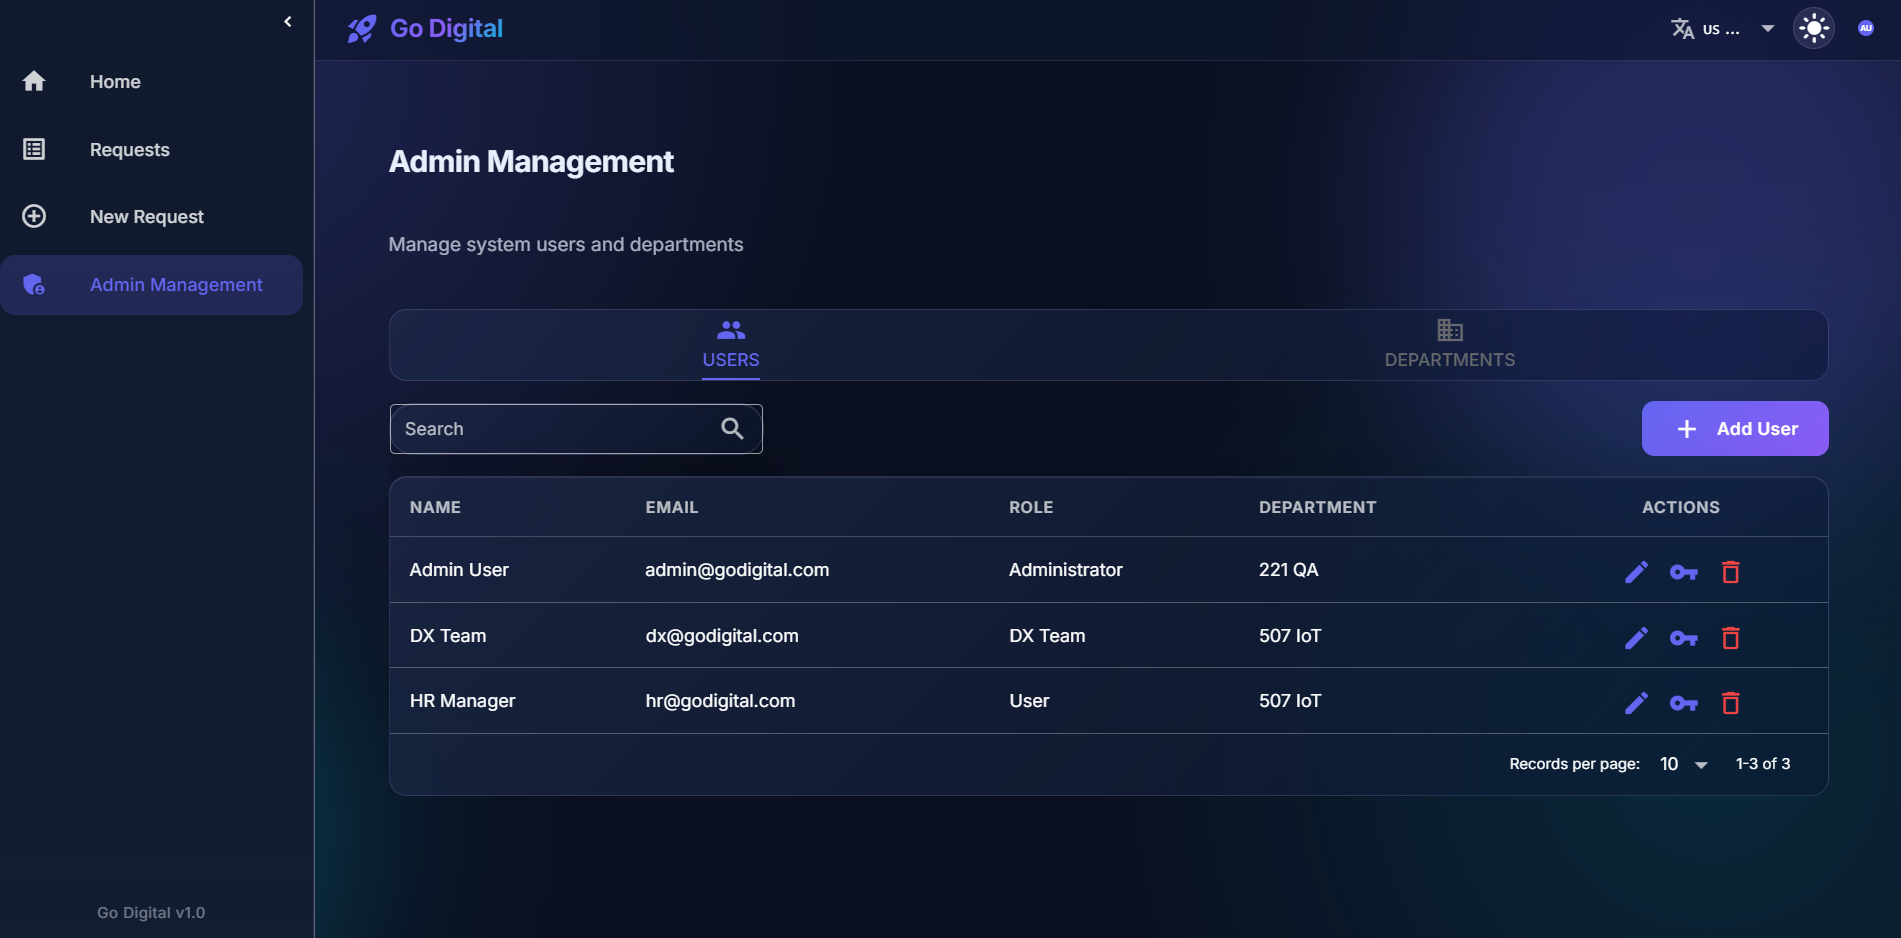 Go Digital
US ...
AU
Home
Requests
New Request
Admin Management
Go Digital v1.0
Admin Management
Manage system users and departments
USERS
DEPARTMENTS
Search
Add User
NAME EMAIL ROLE DEPARTMENT ACTIONS
Admin User admin@godigital.com Administrator 221 QA
DX Team dx@godigital.com DX Team 507 IoT
HR Manager hr@godigital.com User 507 IoT
Records per page: 10 1-3 of 3